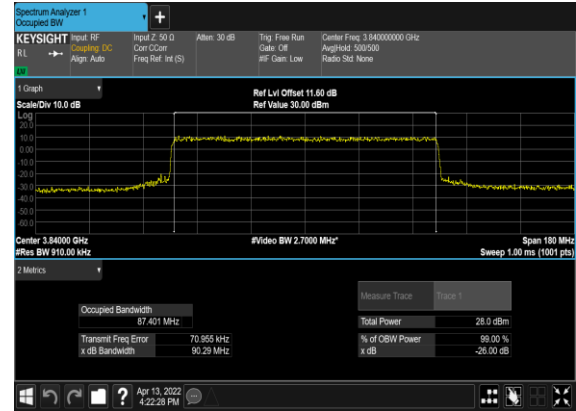 Spectrum Analyzer 1
Occupied BW
KEYSIGHT
RL
Input: RF
Coupling: DC
Align: Auto
Input Z: 50 Ω
Corr CCorr
Freq Ref: Int (S)
Atten: 30 dB
Trig: Free Run
Gate: Off
#IF Gain: Low
Center Freq: 3.840000000 GHz
Avg|Hold: 500/500
Radio Std: None
1 Graph
Scale/Div 10.0 dB
Ref Lvl Offset 11.60 dB
Ref Value 30.00 dBm
Log
20.0
10.0
0.00
-10.0
-20.0
-30.0
-40.0
-50.0
-60.0
Center 3.84000 GHz
#Res BW 910.00 kHz
#Video BW 2.7000 MHz*
Span 180 MHz
Sweep 1.00 ms (1001 pts)
2 Metrics
Measure Trace
Trace 1
Occupied Bandwidth
87.401 MHz
Total Power
28.0 dBm
Transmit Freq Error
70.955 kHz
% of OBW Power
99.00 %
x dB Bandwidth
90.29 MHz
x dB
-26.00 dB
?
Apr 13, 2022
4:22:28 PM